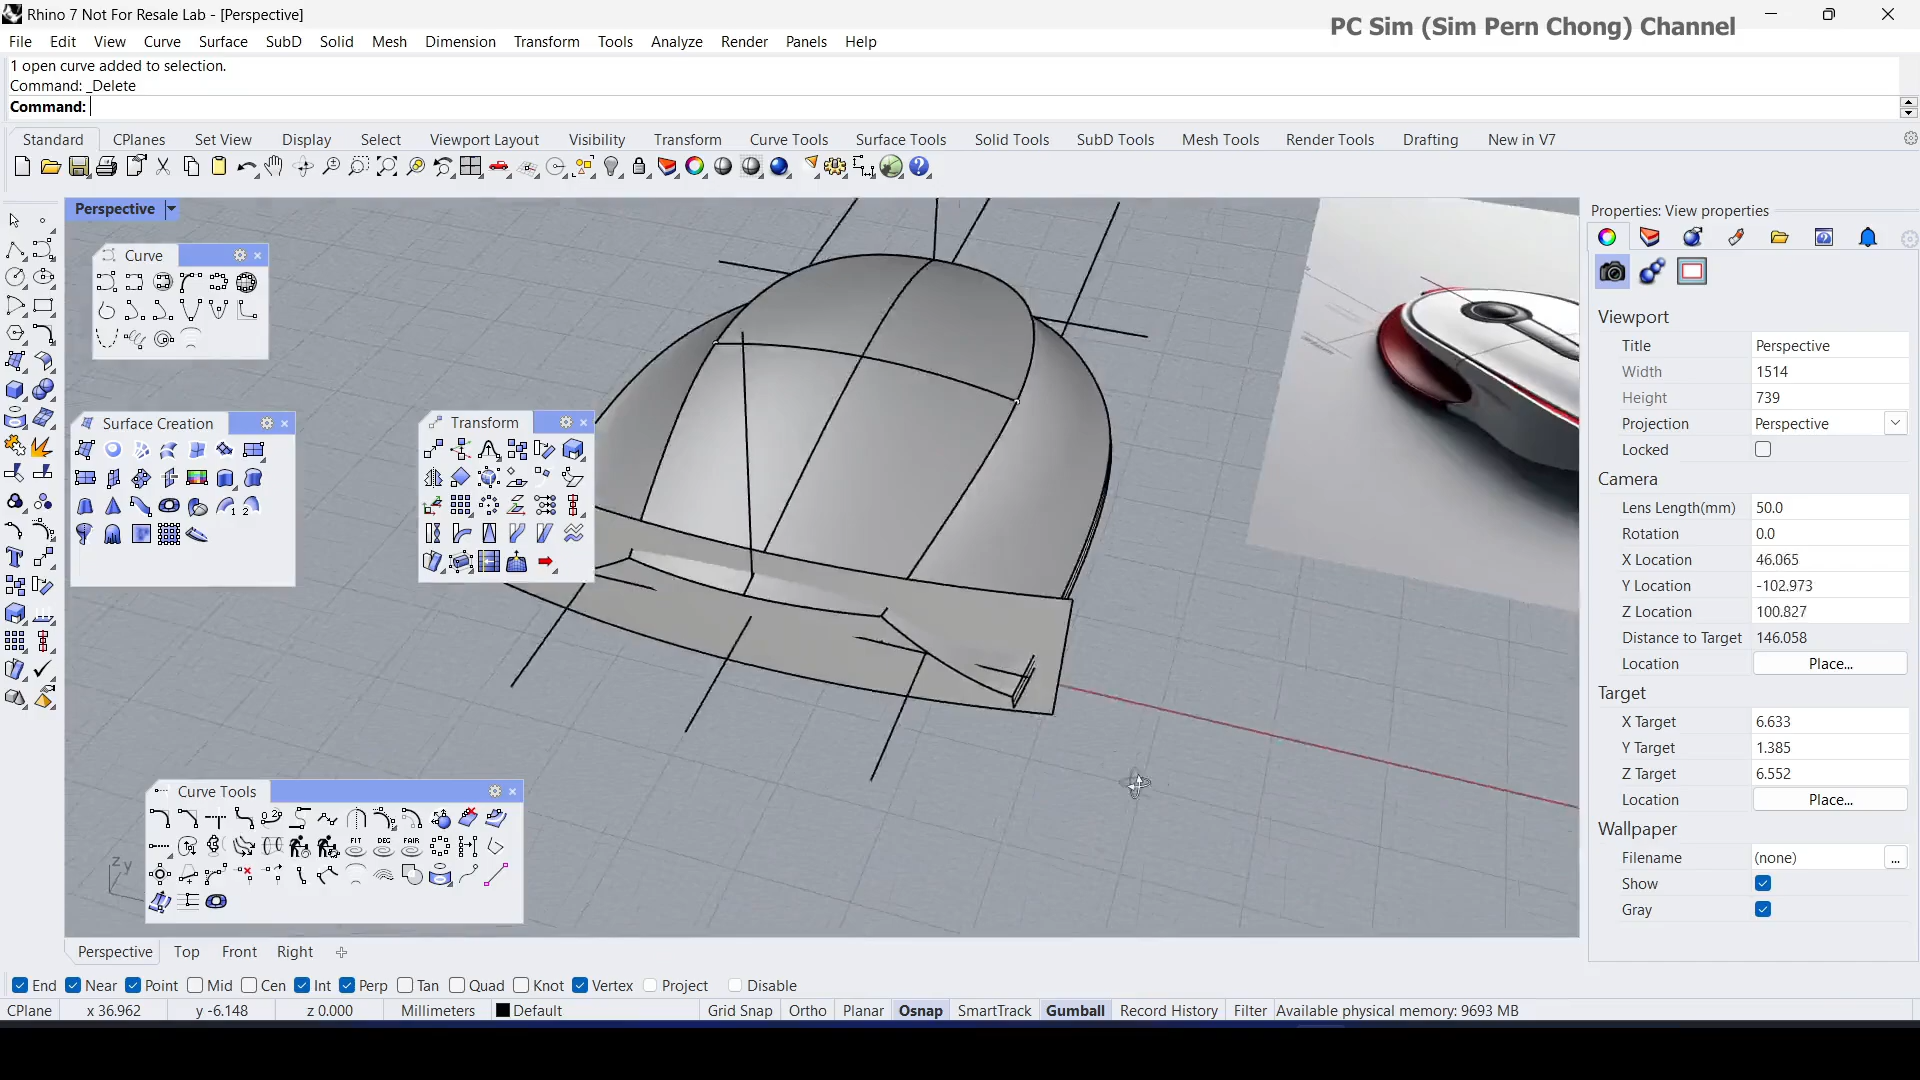 Rhino 7 Not For Resale Lab - [Perspective]
PC Sim (Sim Pern Chong) Channel
File Edit View Curve Surface SubD Solid Mesh Dimension Transform Tools Analyze Render Panels Help
1 open curve added to selection.
Command: _Delete
Command:
Standard CPlanes Set View Display Select Viewport Layout Visibility Transform Curve Tools Surface Tools Solid Tools SubD Tools Mesh Tools Render Tools Drafting New in V7
Perspective
Properties: View properties
Curve
Viewport
Title Perspective
Width 1514
Height 739
Projection Perspective
Locked
Surface Creation
Transform
Camera
Lens Length(mm) 50.0
Rotation 0.0
X Location 46.065
Y Location -102.973
Z Location 100.827
Distance to Target 146.058
Location Place...
Target
X Target 6.633
Y Target 1.385
Z Target 6.552
Location Place...
Curve Tools
FIT DEG FAIR
Wallpaper
Filename (none) ...
Show
Gray
z y
Perspective Top Front Right
End Near Point Mid Cen Int Perp Tan Quad Knot Vertex Project Disable
CPlane x 36.962 y -6.148 z 0.000 Millimeters Default Grid Snap Ortho Planar Osnap SmartTrack Gumball Record History Filter Available physical memory: 9693 MB